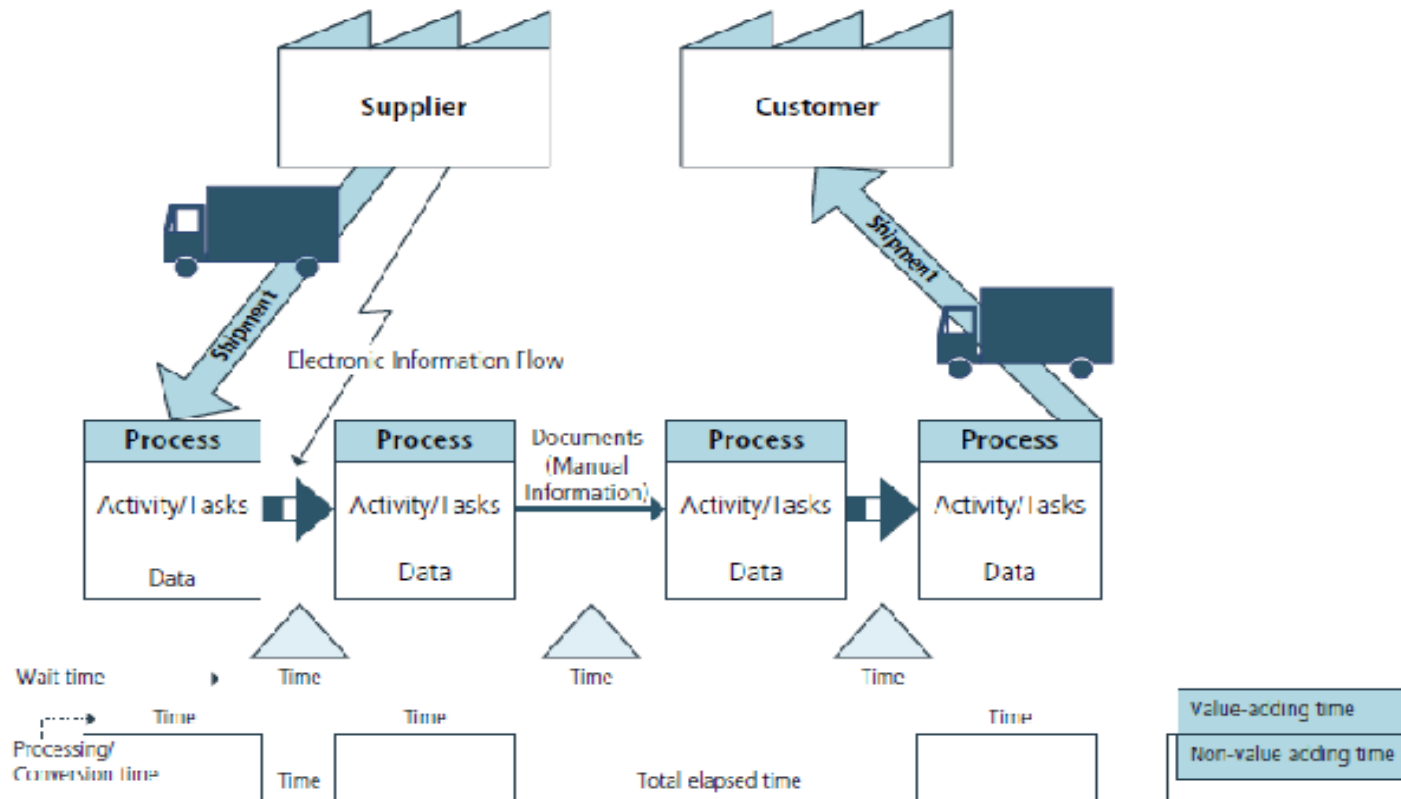 Supplier
Customer
Shipment
Shipment
Electronic Information Flow
Process
Process
Documents
(Manual
Information)
Process
Process
Activity/Tasks
Activity/Tasks
Activity/Tasks
Activity/Tasks
Data
Data
Data
Data
Wait time
Time
Time
Time
Time
Time
Time
Processing/
Conversion time
Time
Total elapsed time
Value-adding time
Non-value adding time